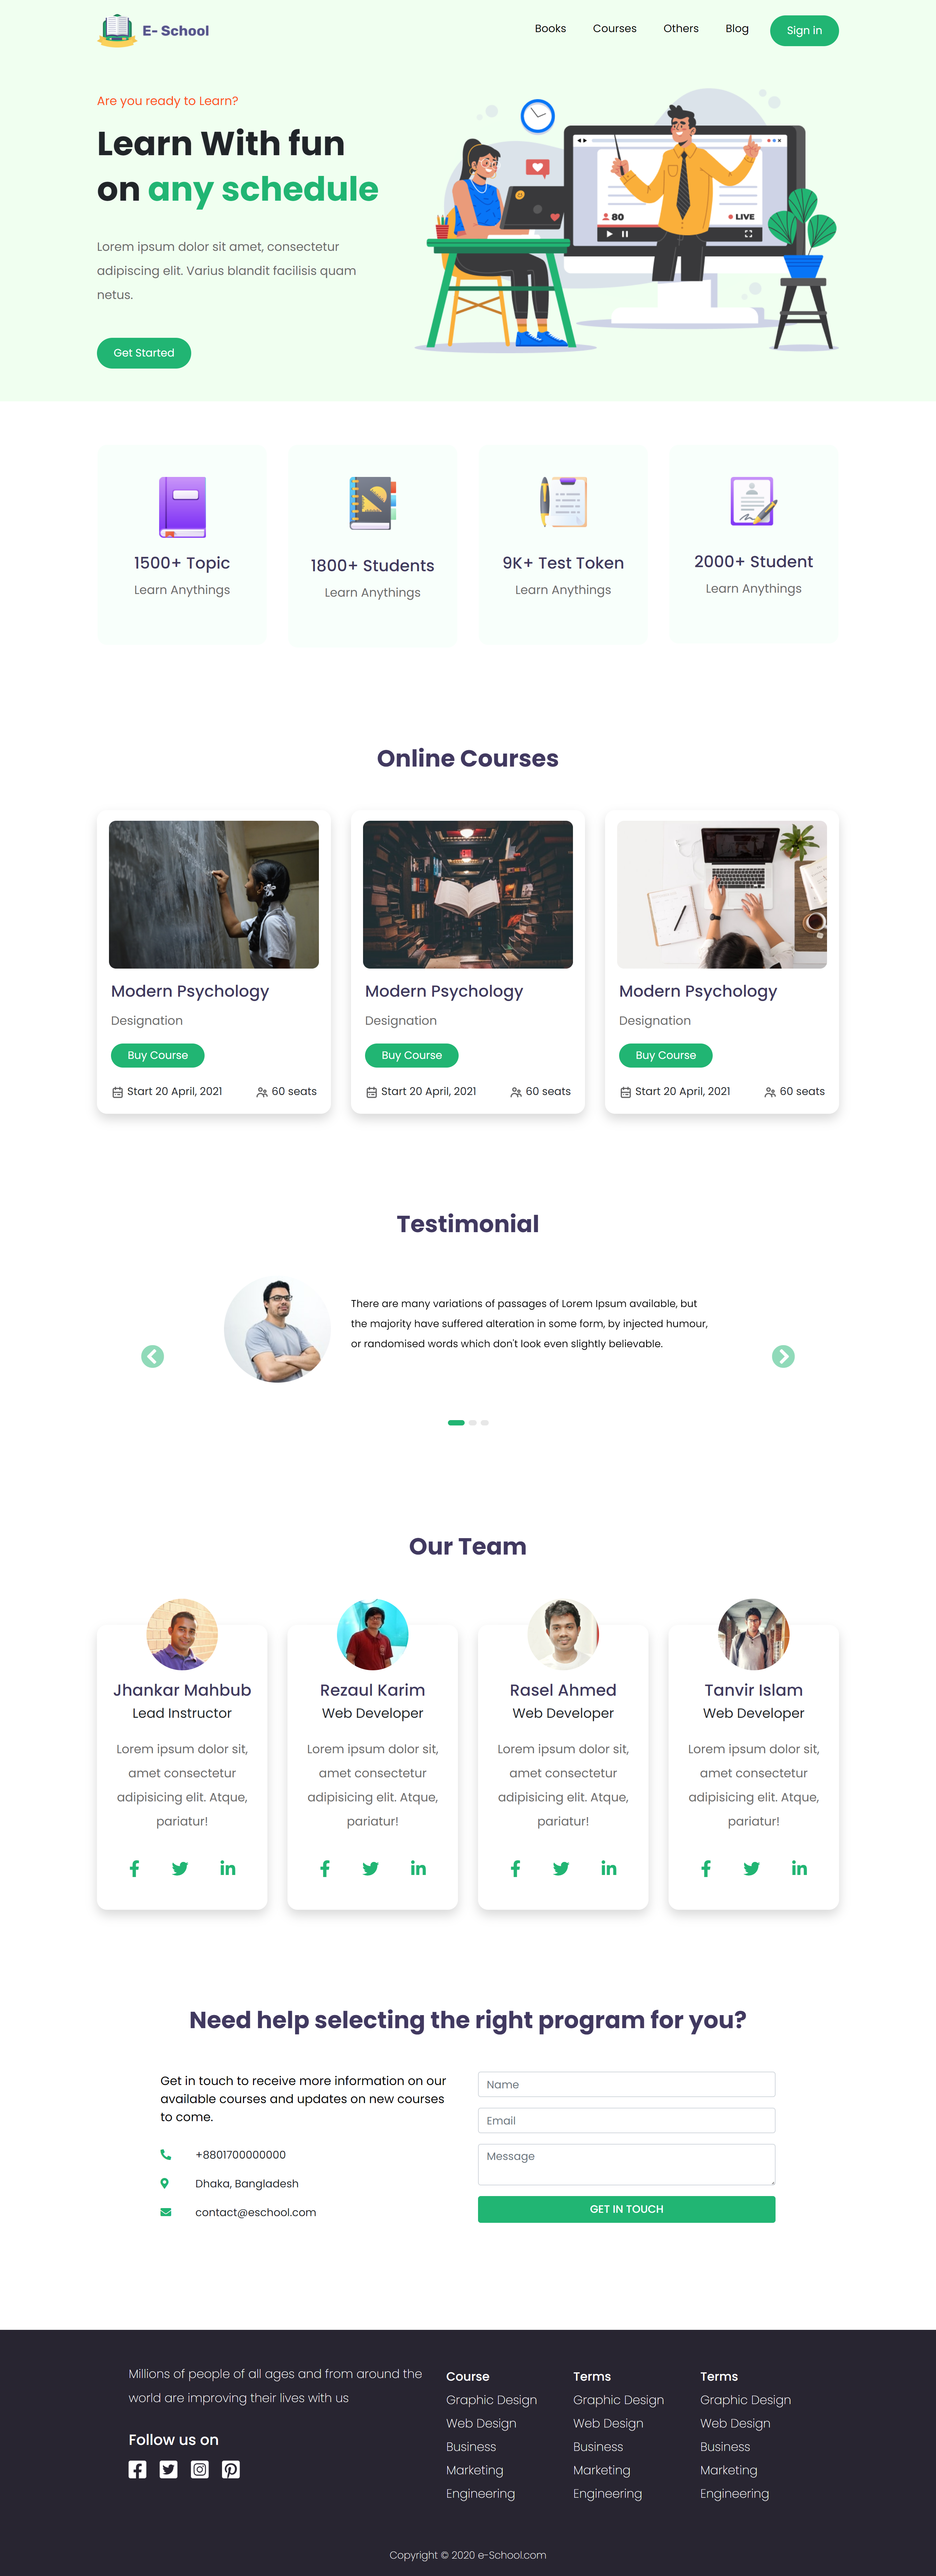 E- School
Books
Courses
Others
Blog
Sign in
Are you ready to Learn?
Learn With fun
on any schedule
Lorem ipsum dolor sit amet, consectetur
adipiscing elit. Varius blandit facilisis quam
netus.
Get Started
80
LIVE
1500+ Topic
Learn Anythings
1800+ Students
Learn Anythings
9K+ Test Token
Learn Anythings
2000+ Student
Learn Anythings
Online Courses
Modern Psychology
Designation
Buy Course
Start 20 April, 2021
60 seats
Modern Psychology
Designation
Buy Course
Start 20 April, 2021
60 seats
Modern Psychology
Designation
Buy Course
Start 20 April, 2021
60 seats
Testimonial
There are many variations of passages of Lorem Ipsum available, but
the majority have suffered alteration in some form, by injected humour,
or randomised words which don't look even slightly believable.
Our Team
Jhankar Mahbub
Lead Instructor
Lorem ipsum dolor sit,
amet consectetur
adipisicing elit. Atque,
pariatur!
Rezaul Karim
Web Developer
Lorem ipsum dolor sit,
amet consectetur
adipisicing elit. Atque,
pariatur!
Rasel Ahmed
Web Developer
Lorem ipsum dolor sit,
amet consectetur
adipisicing elit. Atque,
pariatur!
Tanvir Islam
Web Developer
Lorem ipsum dolor sit,
amet consectetur
adipisicing elit. Atque,
pariatur!
Need help selecting the right program for you?
Get in touch to receive more information on our
available courses and updates on new courses
to come.
+8801700000000
Dhaka, Bangladesh
contact@eschool.com
Name
Email
Message
GET IN TOUCH
Millions of people of all ages and from around the
world are improving their lives with us
Follow us on
Course
Graphic Design
Web Design
Business
Marketing
Engineering
Terms
Graphic Design
Web Design
Business
Marketing
Engineering
Terms
Graphic Design
Web Design
Business
Marketing
Engineering
Copyright © 2020 e-School.com